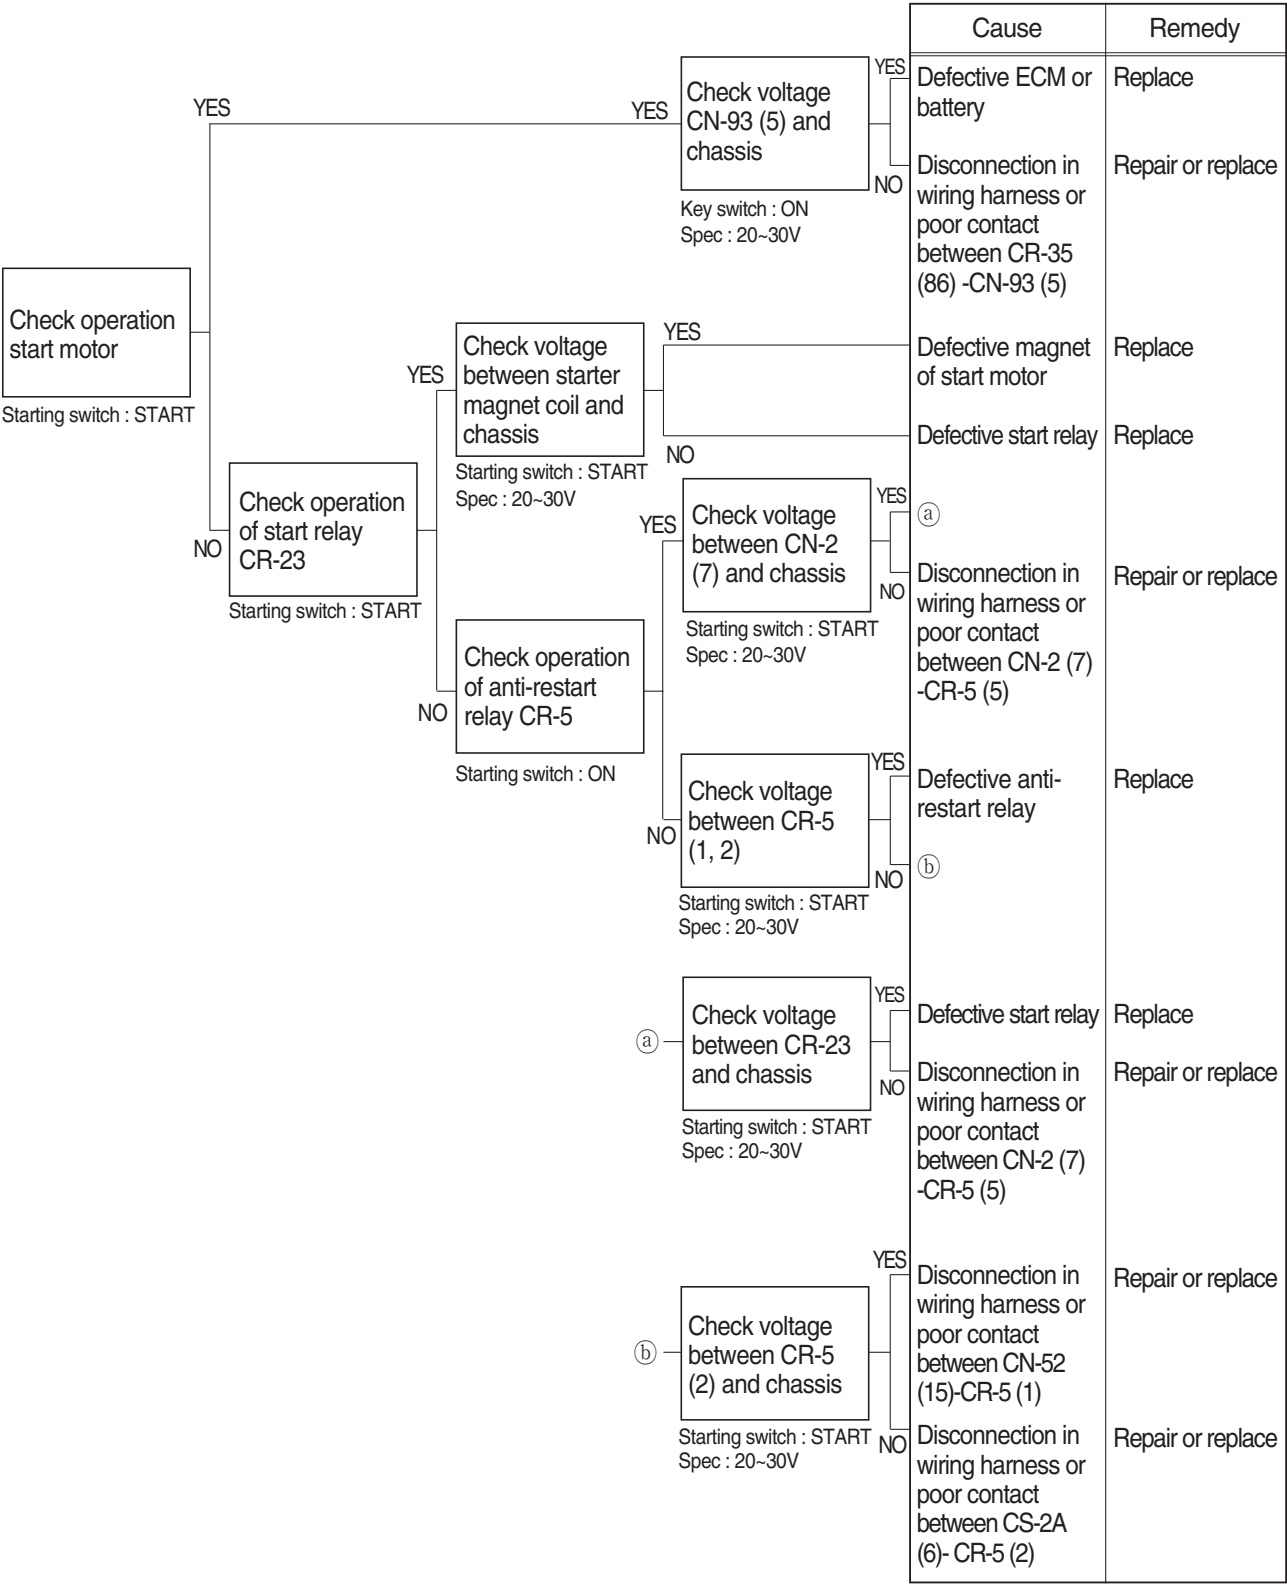 Cause
Remedy
YES
YES
Check voltage
CN-93 (5) and
chassis
Key switch : ON
Spec : 20~30V
YES
Defective ECM or
battery
Replace
NO
Disconnection in
wiring harness or
poor contact
between CR-35
(86) -CN-93 (5)
Repair or replace
Check operation
start motor
Starting switch : START
NO
Check operation
of start relay
CR-23
Starting switch : START
YES
Check voltage
between starter
magnet coil and
chassis
Starting switch : START
Spec : 20~30V
YES
Defective magnet
of start motor
Replace
NO
Defective start relay
Replace
NO
Check operation
of anti-restart
relay CR-5
Starting switch : ON
YES
Check voltage
between CN-2
(7) and chassis
Starting switch : START
Spec : 20~30V
YES
ⓐ
NO
Disconnection in
wiring harness or
poor contact
between CN-2 (7)
-CR-5 (5)
Repair or replace
NO
Check voltage
between CR-5
(1, 2)
Starting switch : START
Spec : 20~30V
YES
Defective anti-
restart relay
Replace
NO
ⓑ
ⓐ
Check voltage
between CR-23
and chassis
Starting switch : START
Spec : 20~30V
YES
Defective start relay
Replace
NO
Disconnection in
wiring harness or
poor contact
between CN-2 (7)
-CR-5 (5)
Repair or replace
ⓑ
Check voltage
between CR-5
(2) and chassis
Starting switch : START
Spec : 20~30V
YES
Disconnection in
wiring harness or
poor contact
between CN-52
(15)-CR-5 (1)
Repair or replace
NO
Disconnection in
wiring harness or
poor contact
between CS-2A
(6)- CR-5 (2)
Repair or replace